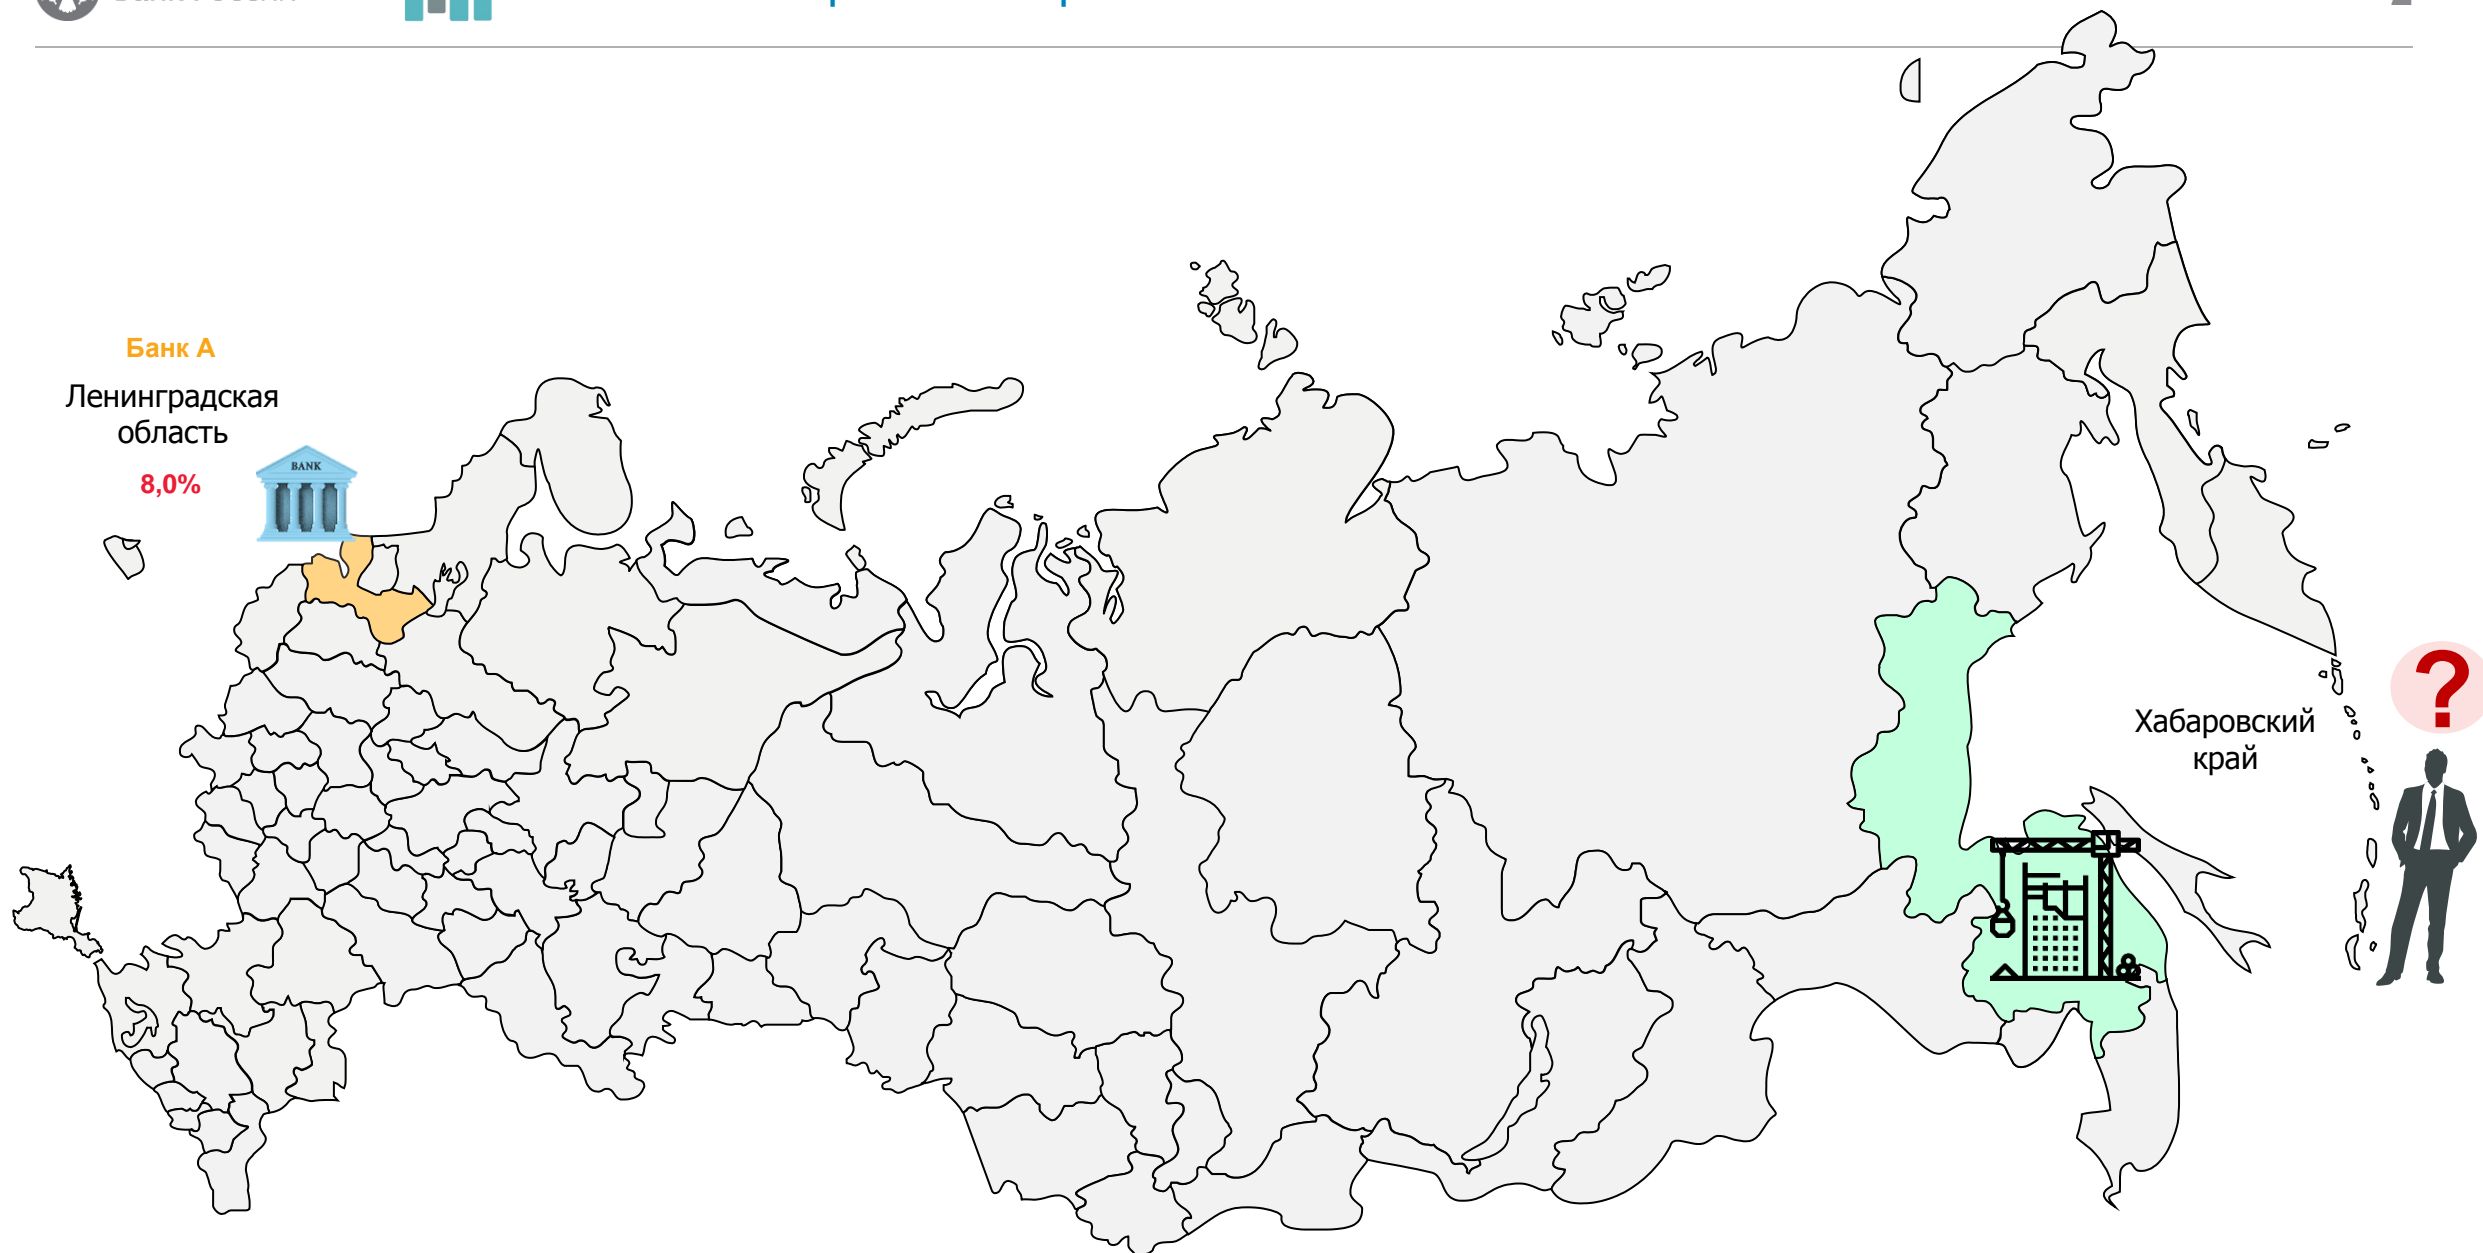 Банк А
Ленинградская
область
8,0%
BANK
?
Хабаровский
край